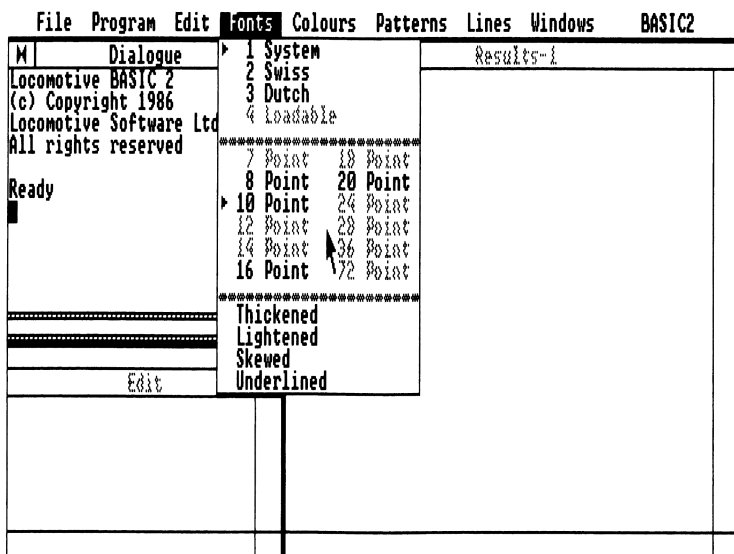 File Program Edit Fonts Colours Patterns Lines Windows BASIC2
Dialogue
Locomotive BASIC 2
(c) Copyright 1986
Locomotive Software Ltd
All rights reserved
Ready
1 System
2 Swiss
3 Dutch
4 Loadable
7 Point 18 Point
8 Point 20 Point
10 Point 24 Point
12 Point 28 Point
14 Point 36 Point
16 Point 72 Point
Thickened
Lightened
Skewed
Underlined
Results-1
Edit